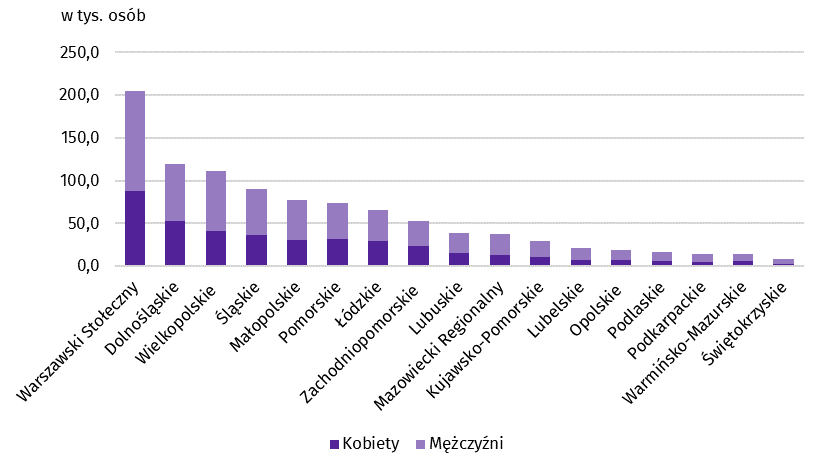 w tys. osób
250,0
200,0
150,0
100,0
50,0
0,0
Warszawski Stołeczny
Dolnośląskie
Wielkopolskie
Śląskie
Małopolskie
Pomorskie
Łódzkie
Zachodniopomorskie
Lubuskie
Mazowiecki Regionalny
Kujawsko-Pomorskie
Lubelskie
Opolskie
Podlaskie
Podkarpackie
Warmińsko-Mazurskie
Świętokrzyskie
Kobiety Mężczyźni